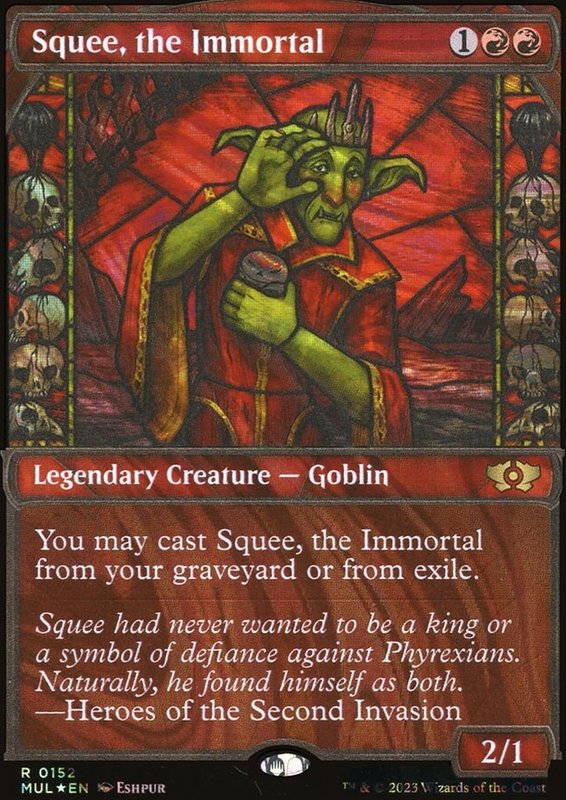 Squee, the Immortal 1
Legendary Creature — Goblin
You may cast Squee, the Immortal
from your graveyard or from exile.
Squee had never wanted to be a king or
a symbol of defiance against Phyrexians.
Naturally, he found himself as both.
—Heroes of the Second Invasion
2/1
R 0152
MUL★EN ESHPUR
™ & © 2023 Wizards of the Coast